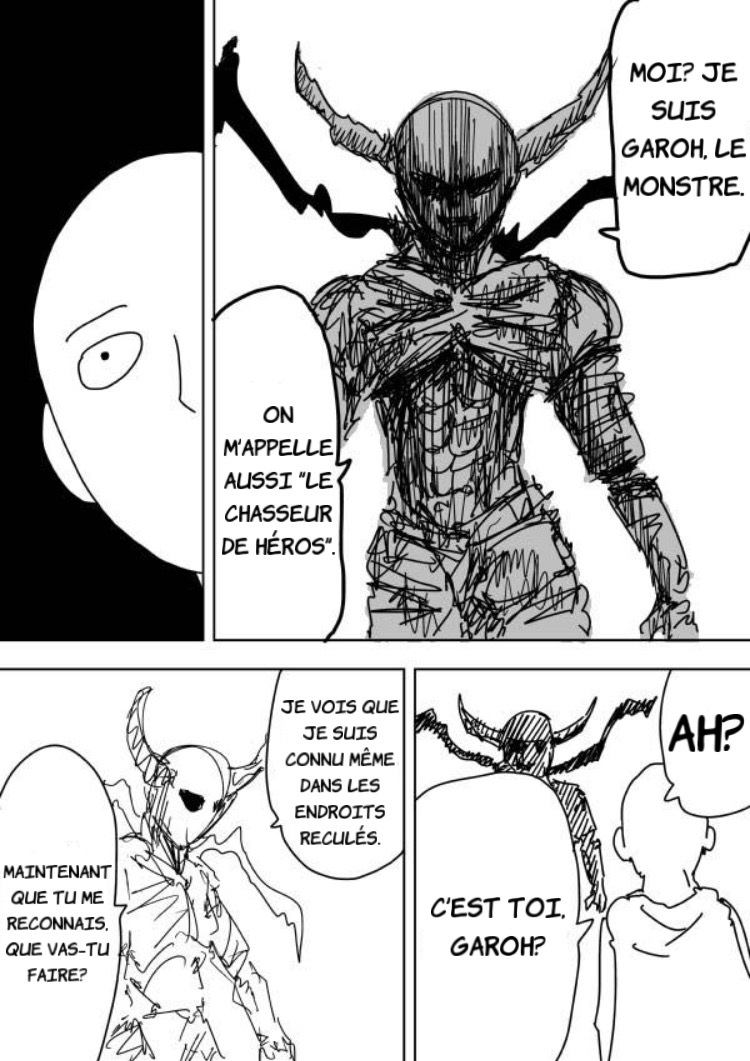 MOI? JE
SUIS
GAROH, LE
MONSTRE.
ON
M'APPELLE
AUSSI "LE
CHASSEUR
DE HÉROS".
AH?
C'EST TOI,
GAROH?
JE VOIS QUE
JE SUIS
CONNU MÊME
DANS LES
ENDROITS
RECULÉS.
MAINTENANT
QUE TU ME
RECONNAIS,
QUE VAS-TU
FAIRE?